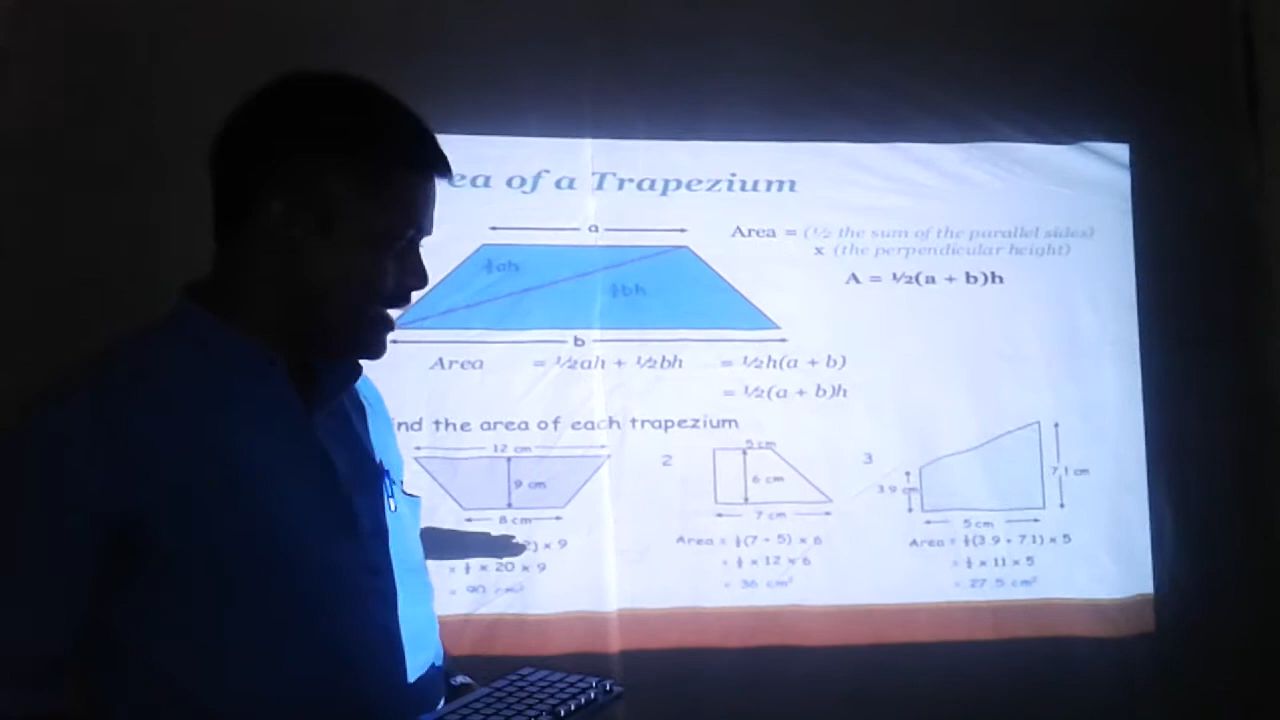 ea of a Trapezium
a
Area = (½ the sum of the parallel sides)
x (the perpendicular height)
A = ½(a + b)h
½ah
½bh
b
Area = ½ah + ½bh = ½h(a + b)
= ½(a + b)h
nd the area of each trapezium
12 cm
9 cm
8 cm
2) × 9
= ½ × 20 × 9
= 90 cm²
2
5 cm
6 cm
7 cm
Area = ½(7 + 5) × 6
= ½ × 12 × 6
= 36 cm²
3
3.9 cm
7.1 cm
5 cm
Area = ½(3.9 + 7.1) × 5
= ½ × 11 × 5
= 27.5 cm²